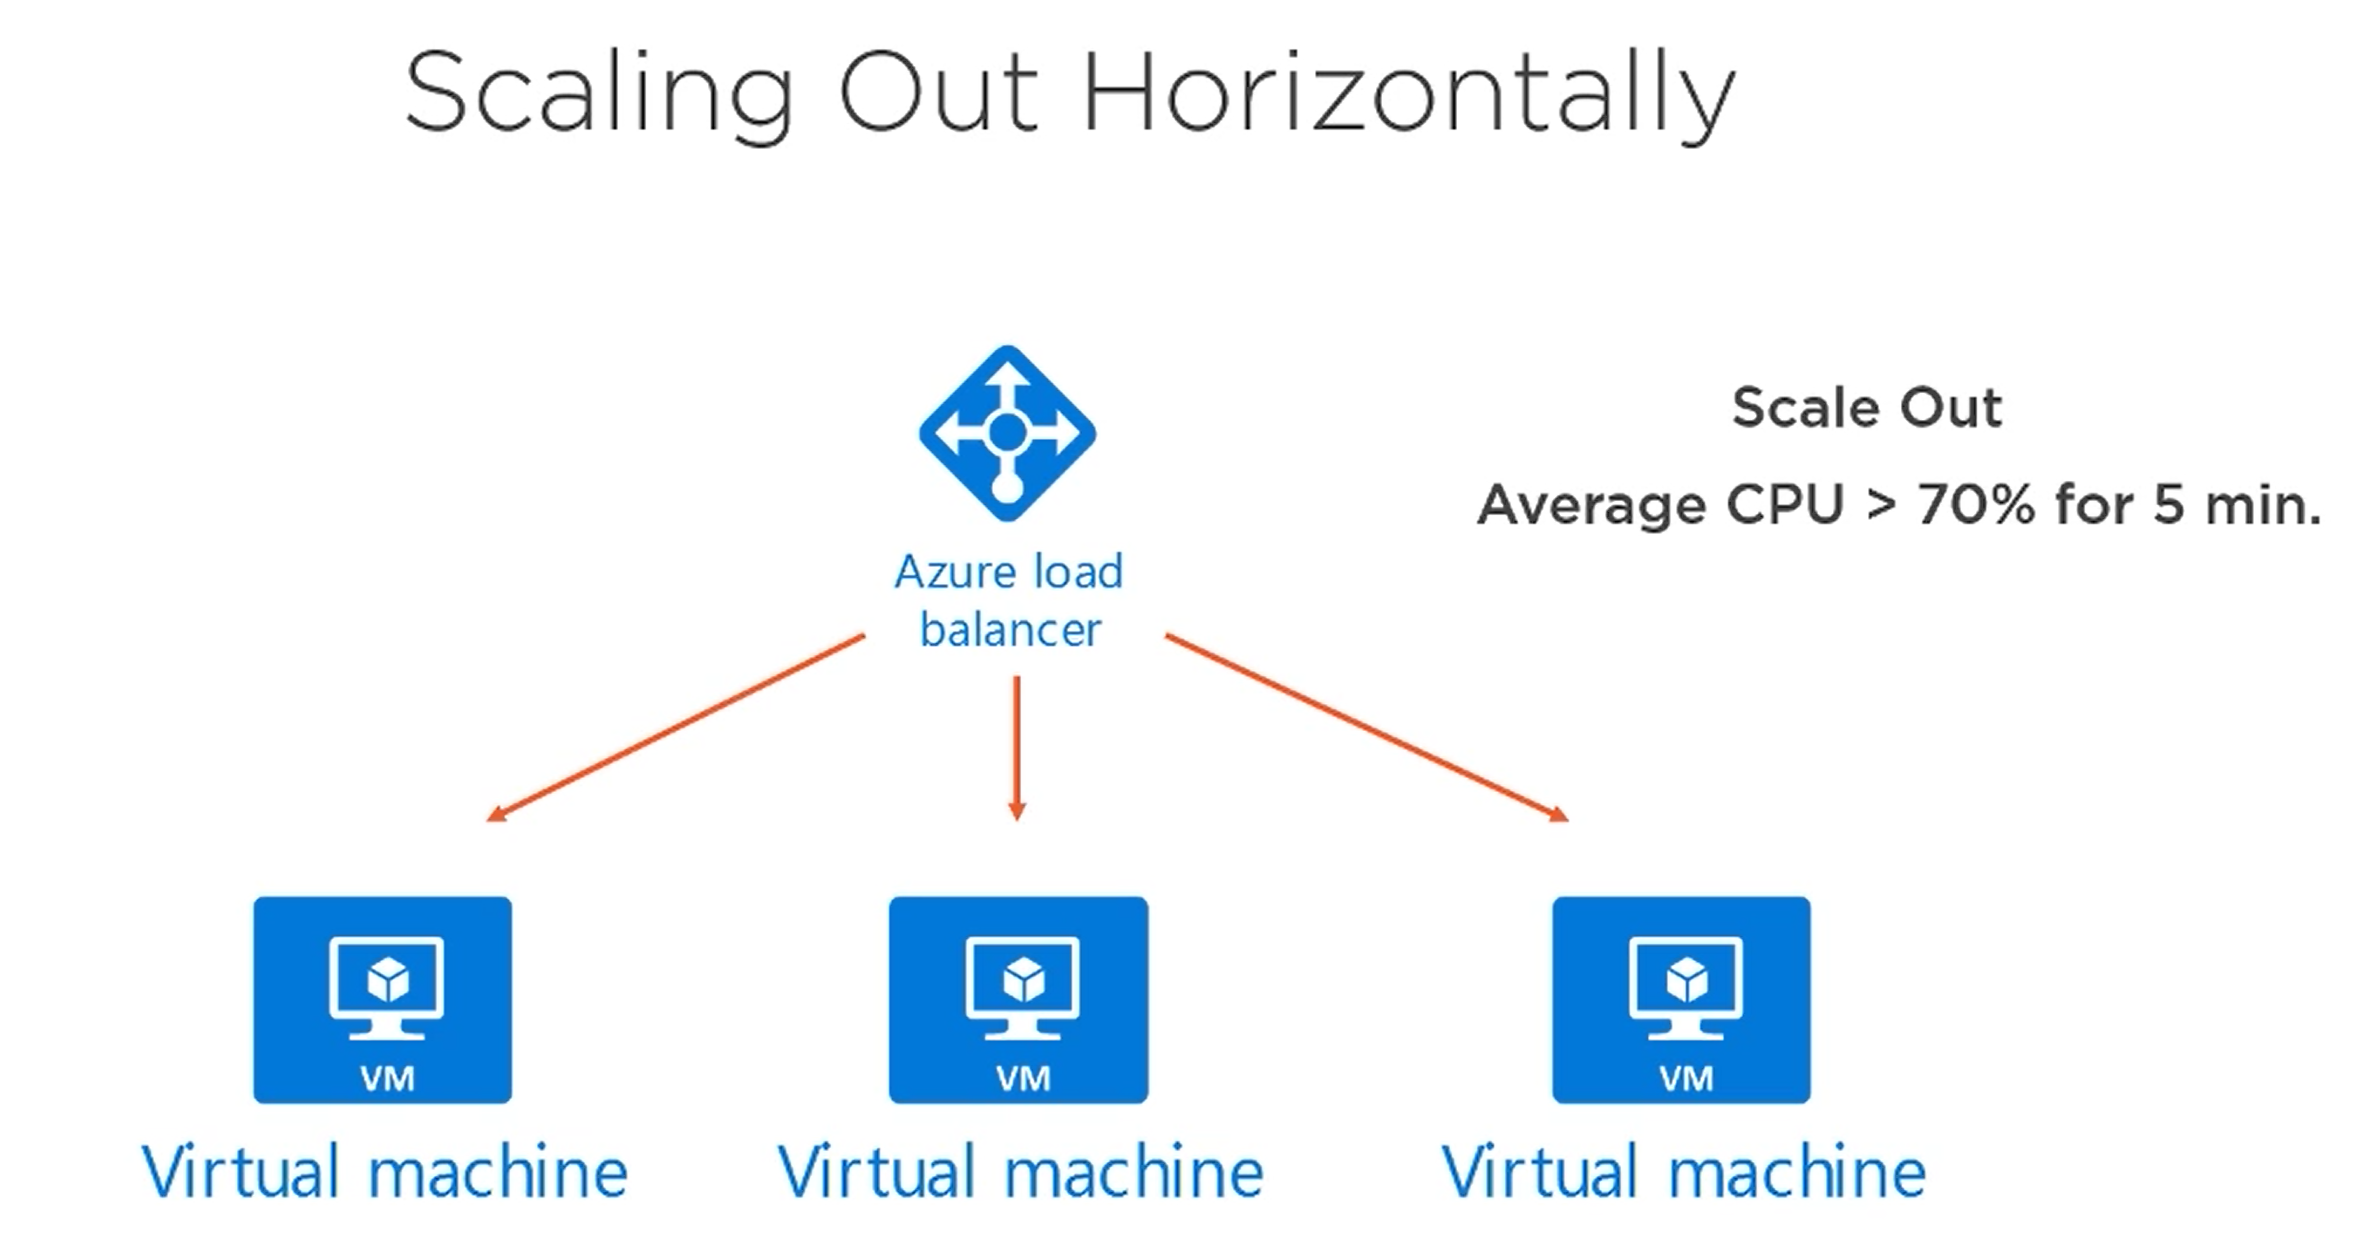 Scaling Out Horizontally
Scale Out
Average CPU > 70% for 5 min.
Azure load
balancer
VM
VM
VM
Virtual machine
Virtual machine
Virtual machine